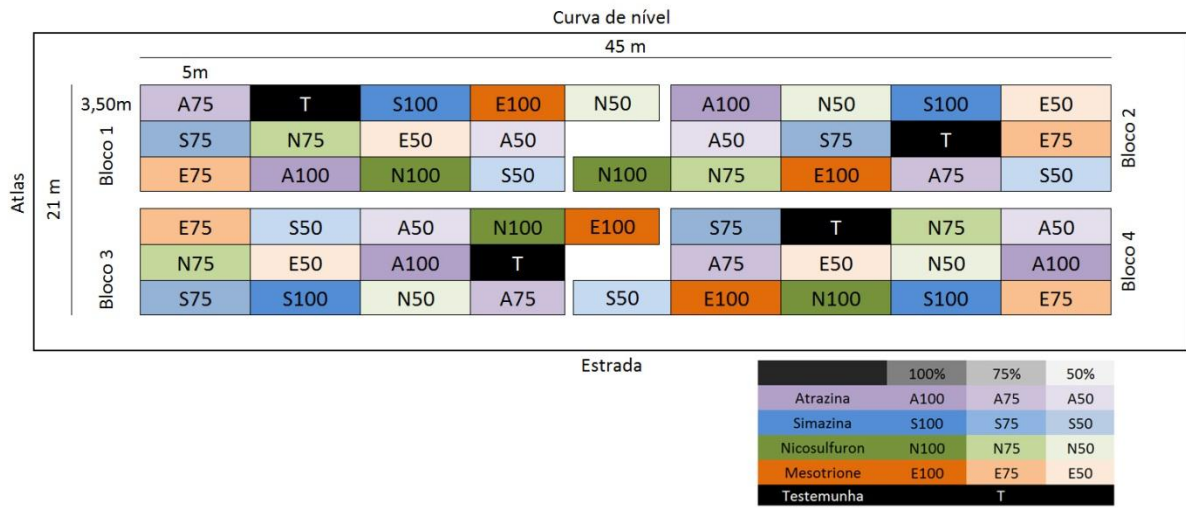 Curva de nível
45 m
5m
3,50m
A75 T S100 E100 N50 A100 N50 S100 E50
S75 N75 E50 A50 A50 S75 T E75
E75 A100 N100 S50 N100 N75 E100 A75 S50
Bloco 1
Bloco 2
Atlas
21 m
E75 S50 A50 N100 E100 S75 T N75 A50
N75 E50 A100 T A75 E50 N50 A100
S75 S100 N50 A75 S50 E100 N100 S100 E75
Bloco 3
Bloco 4
Estrada
100% 75% 50%
Atrazina A100 A75 A50
Simazina S100 S75 S50
Nicosulfuron N100 N75 N50
Mesotrione E100 E75 E50
Testemunha T